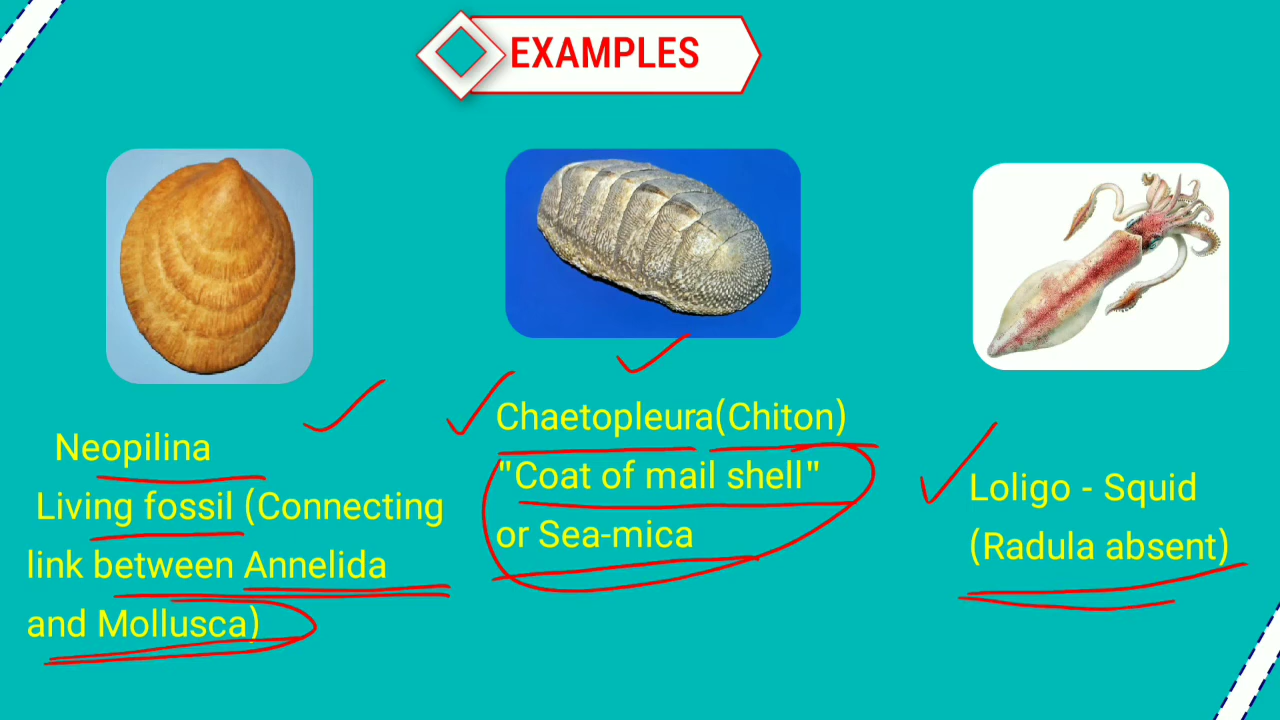 EXAMPLES
Neopilina
Living fossil (Connecting
link between Annelida
and Mollusca)
Chaetopleura(Chiton)
"Coat of mail shell"
or Sea-mica
Loligo - Squid
(Radula absent)